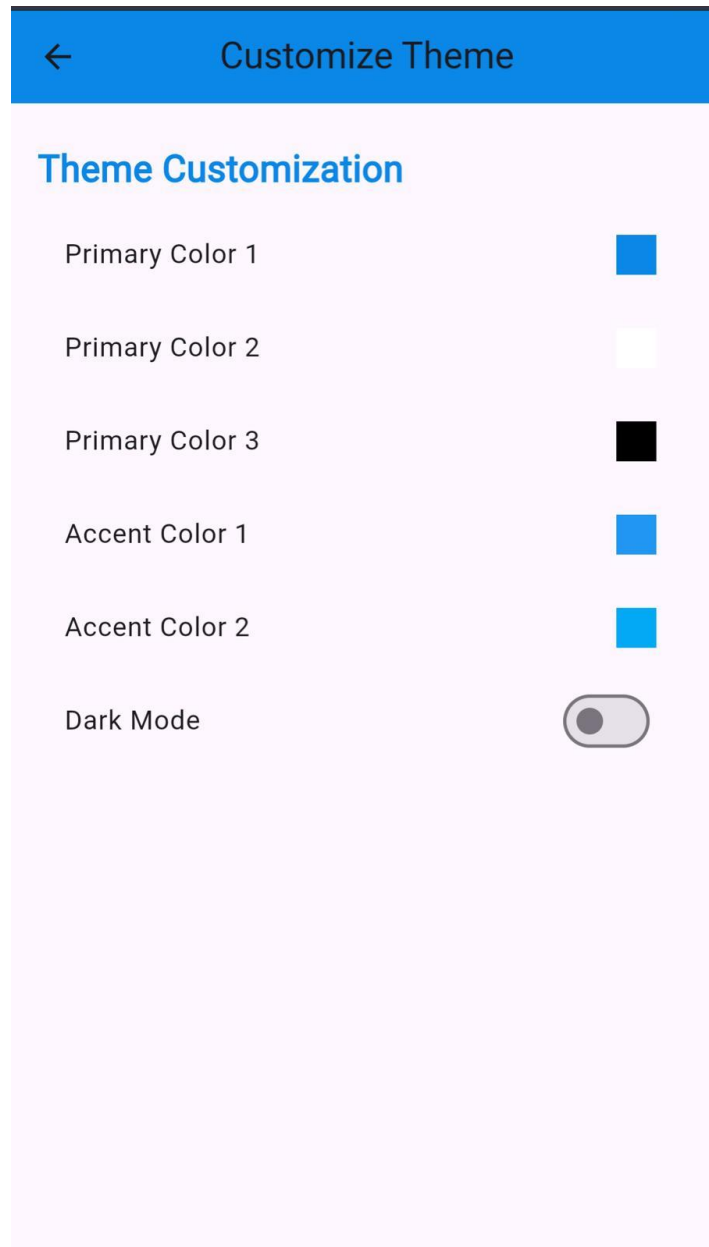 Customize Theme
Theme Customization
Primary Color 1
Primary Color 2
Primary Color 3
Accent Color 1
Accent Color 2
Dark Mode